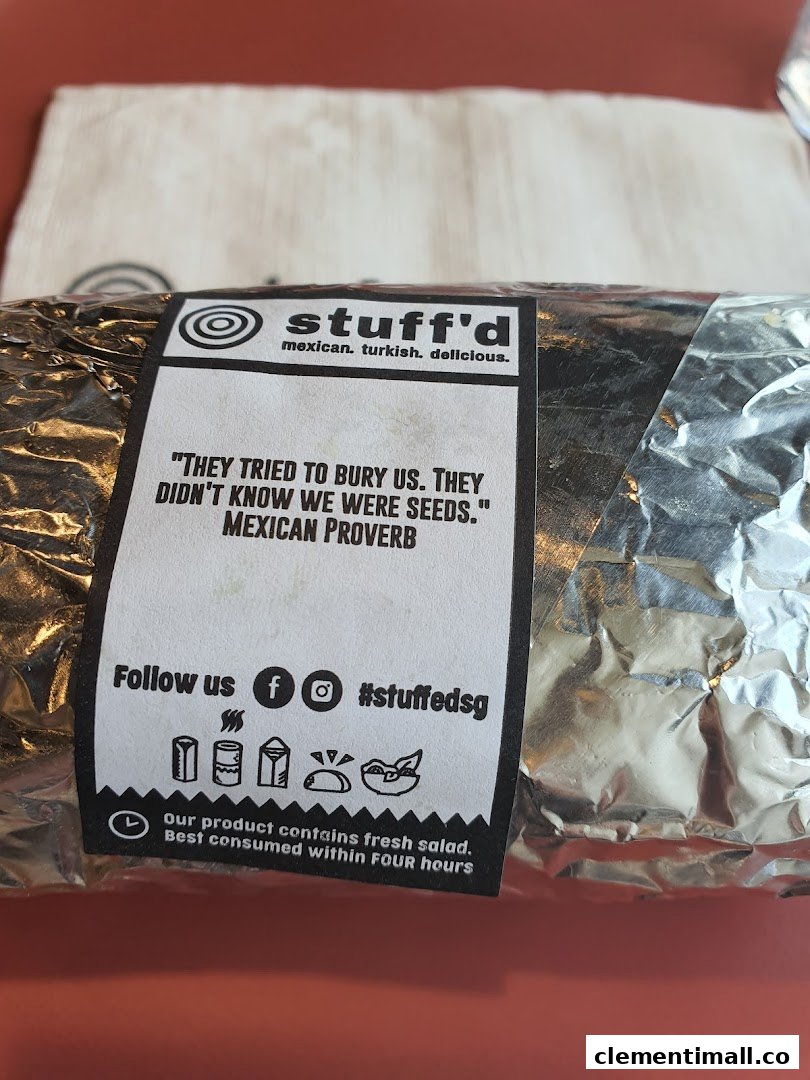 stuff'd
mexican. turkish. delicious.
"THEY TRIED TO BURY US. THEY
DIDN'T KNOW WE WERE SEEDS."
MEXICAN PROVERB
Follow us #stuffedsg
Our product contains fresh salad.
Best consumed within FOUR hours
clementimall.co